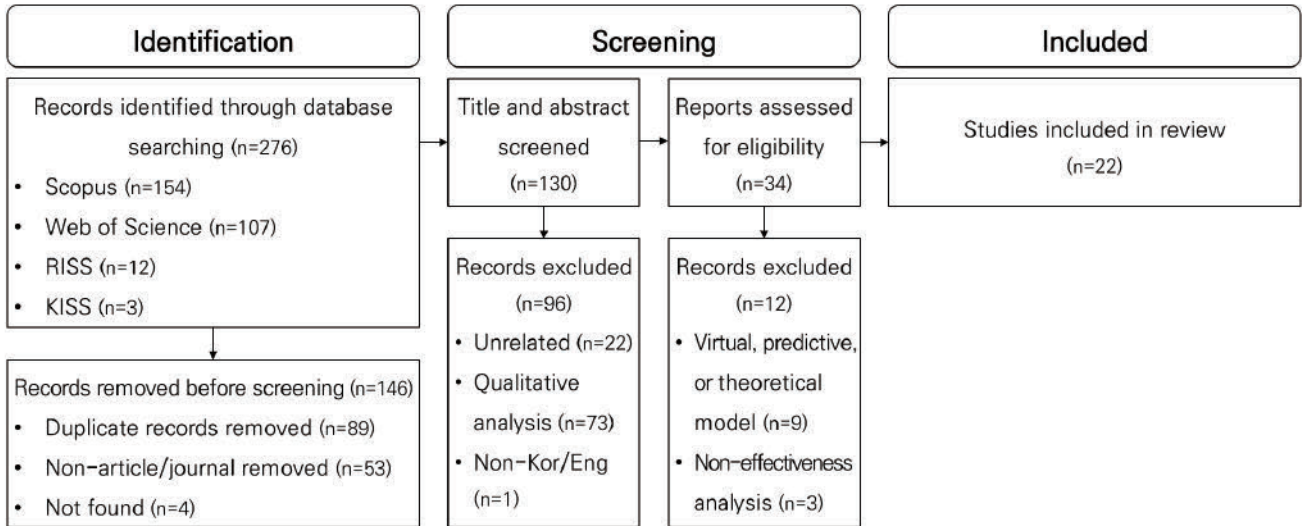 Identification
Records identified through database
searching (n=276)
• Scopus (n=154)
• Web of Science (n=107)
• RISS (n=12)
• KISS (n=3)
Records removed before screening (n=146)
• Duplicate records removed (n=89)
• Non-article/journal removed (n=53)
• Not found (n=4)
Screening
Title and abstract
screened
(n=130)
Records excluded
(n=96)
• Unrelated (n=22)
• Qualitative
analysis (n=73)
• Non-Kor/Eng
(n=1)
Reports assessed
for eligibility
(n=34)
Records excluded
(n=12)
• Virtual, predictive,
or theoretical
model (n=9)
• Non-effectiveness
analysis (n=3)
Included
Studies included in review
(n=22)